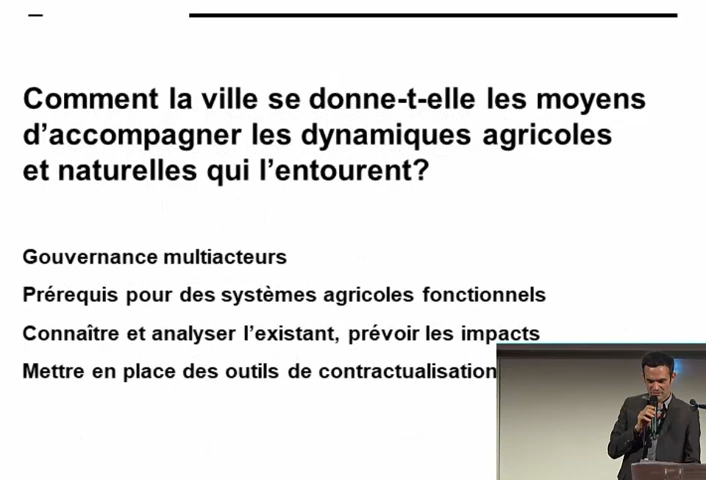 Comment la ville se donne-t-elle les moyens
d'accompagner les dynamiques agricoles
et naturelles qui l'entourent?
Gouvernance multiacteurs
Prérequis pour des systèmes agricoles fonctionnels
Connaître et analyser l'existant, prévoir les impacts
Mettre en place des outils de contractualisation